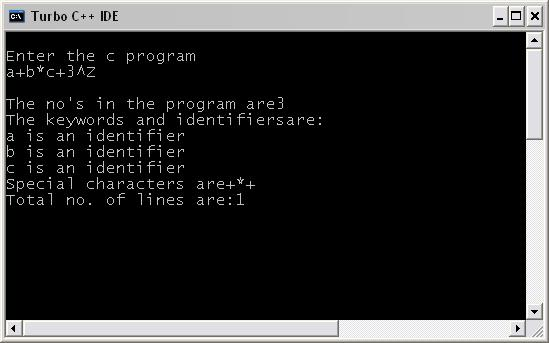 Turbo C++ IDE
Enter the c program
a+b*c+3^Z
The no's in the program are3
The keywords and identifiersare:
a is an identifier
b is an identifier
c is an identifier
Special characters are+*+
Total no. of lines are:1